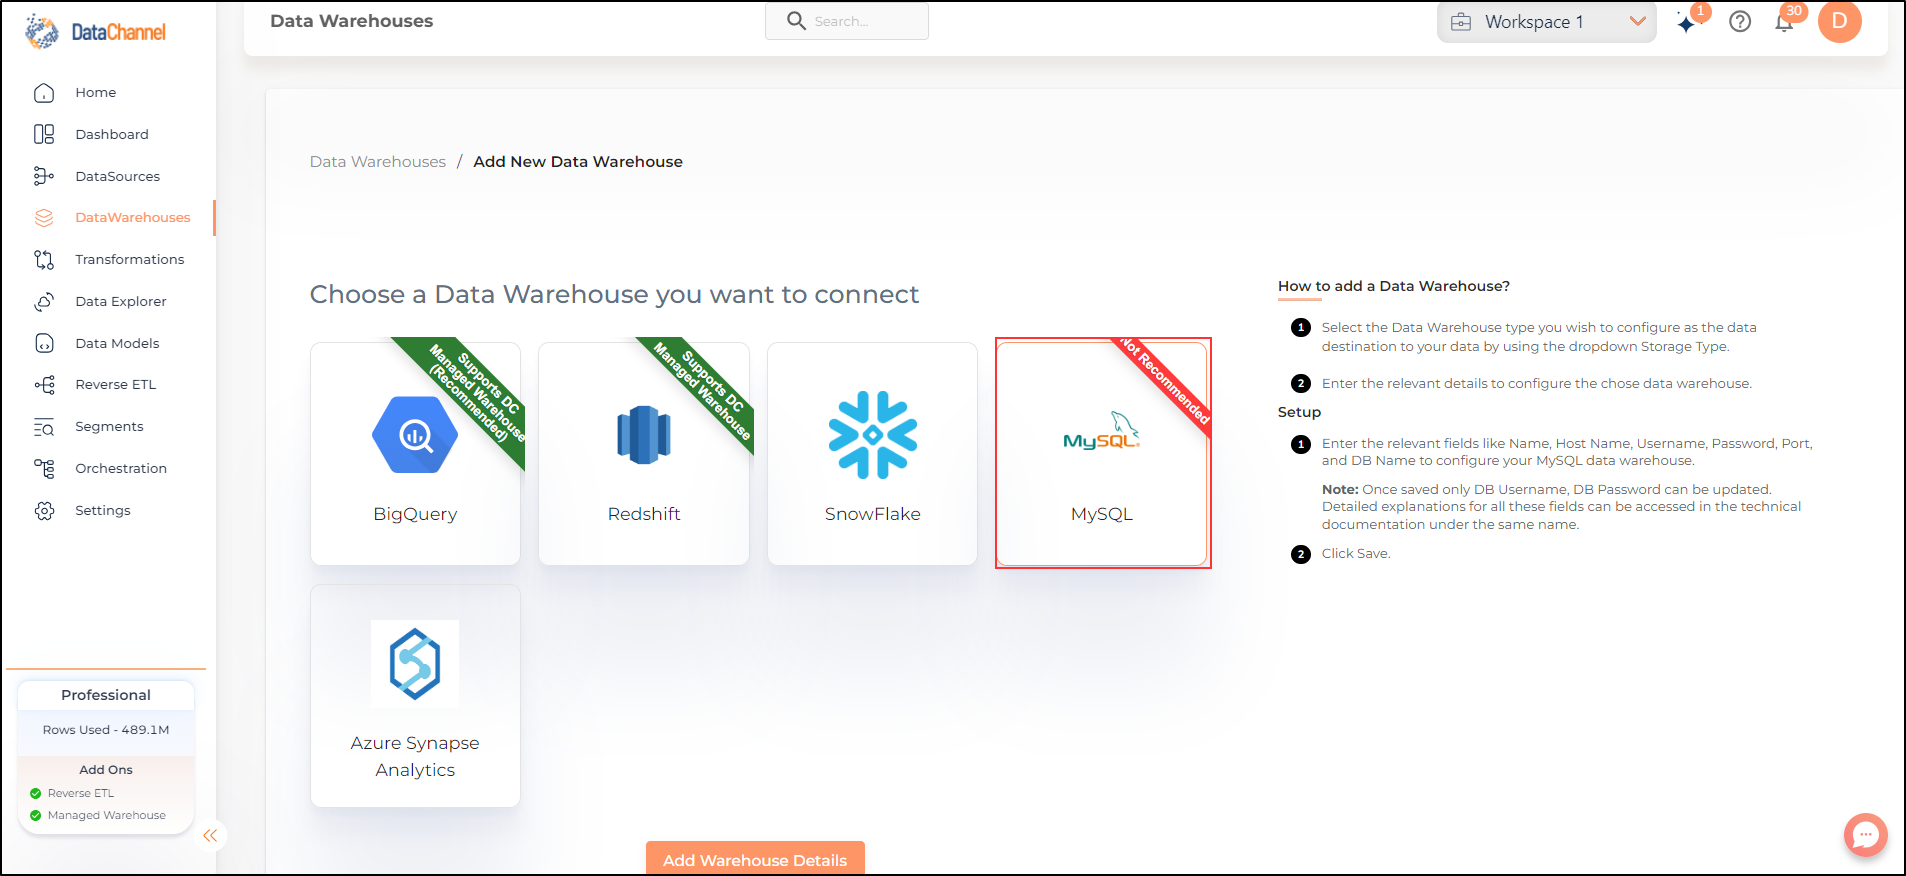 DataChannel
Data Warehouses
Search...
Workspace 1
1
30
D
Home
Dashboard
DataSources
DataWarehouses
Transformations
Data Explorer
Data Models
Reverse ETL
Segments
Orchestration
Settings
Professional
Rows Used - 489.1M
Add Ons
Reverse ETL
Managed Warehouse
Data Warehouses / Add New Data Warehouse
Choose a Data Warehouse you want to connect
Supports DC
Managed Warehouse
(Recommended)
BigQuery
Supports DC
Managed Warehouse
Redshift
SnowFlake
Not Recommended
MySQL
MySQL
Azure Synapse
Analytics
Add Warehouse Details
How to add a Data Warehouse?
1 Select the Data Warehouse type you wish to configure as the data
destination to your data by using the dropdown Storage Type.
2 Enter the relevant details to configure the chose data warehouse.
Setup
1 Enter the relevant fields like Name, Host Name, Username, Password, Port,
and DB Name to configure your MySQL data warehouse.
Note: Once saved only DB Username, DB Password can be updated.
Detailed explanations for all these fields can be accessed in the technical
documentation under the same name.
2 Click Save.